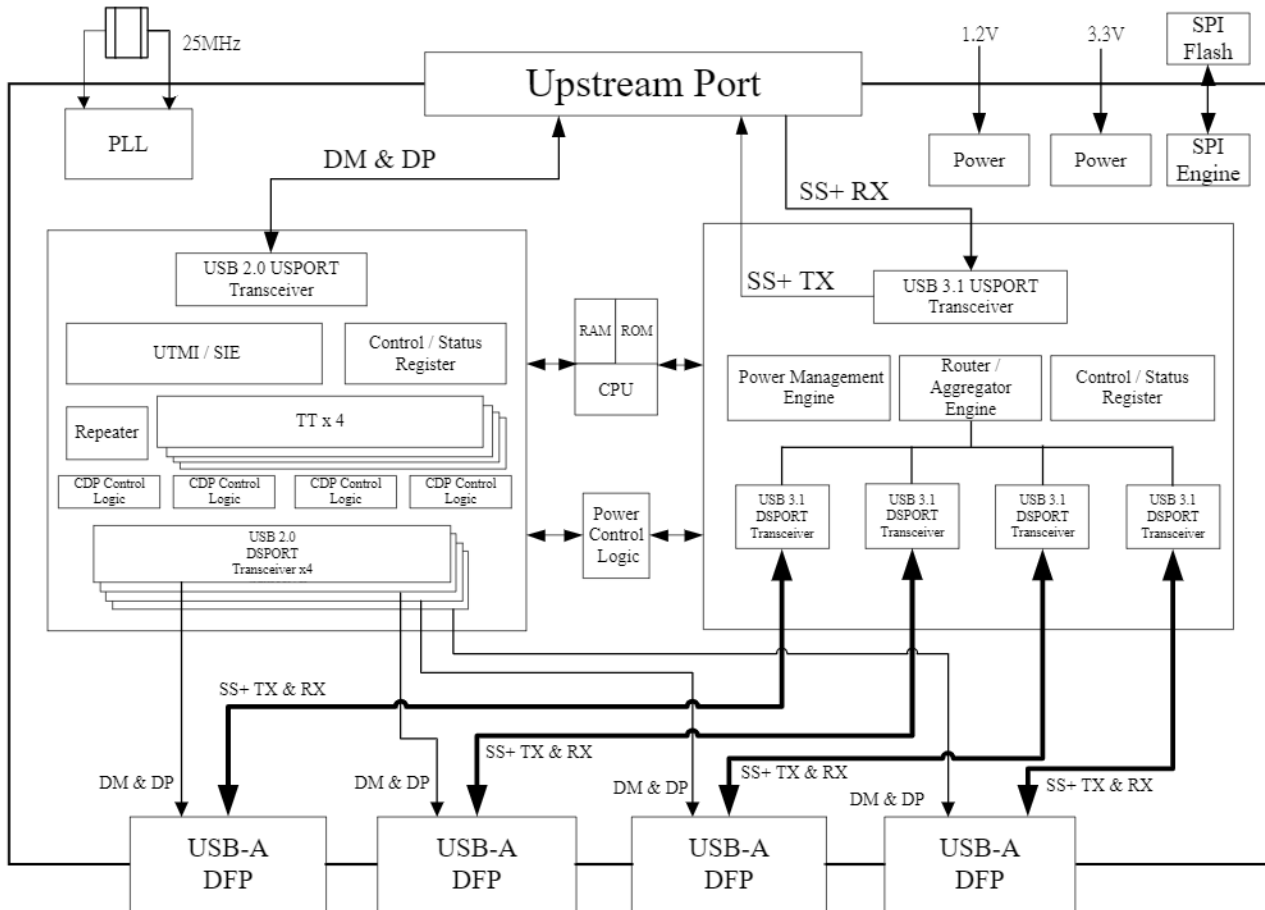 25MHz
1.2V
3.3V
SPI
Flash
Upstream Port
PLL
Power
Power
SPI
Engine
DM & DP
SS+ RX
SS+ TX
USB 2.0 USPORT
Transceiver
USB 3.1 USPORT
Transceiver
UTMI / SIE
Control / Status
Register
RAM
ROM
CPU
Power Management
Engine
Router /
Aggregator
Engine
Control / Status
Register
Repeater
TT x 4
CDP Control
Logic
CDP Control
Logic
CDP Control
Logic
CDP Control
Logic
USB 2.0
DSPORT
Transceiver x4
Power
Control
Logic
USB 3.1
DSPORT
Transceiver
USB 3.1
DSPORT
Transceiver
USB 3.1
DSPORT
Transceiver
USB 3.1
DSPORT
Transceiver
SS+ TX & RX
SS+ TX & RX
SS+ TX & RX
SS+ TX & RX
DM & DP
DM & DP
DM & DP
DM & DP
USB-A
DFP
USB-A
DFP
USB-A
DFP
USB-A
DFP